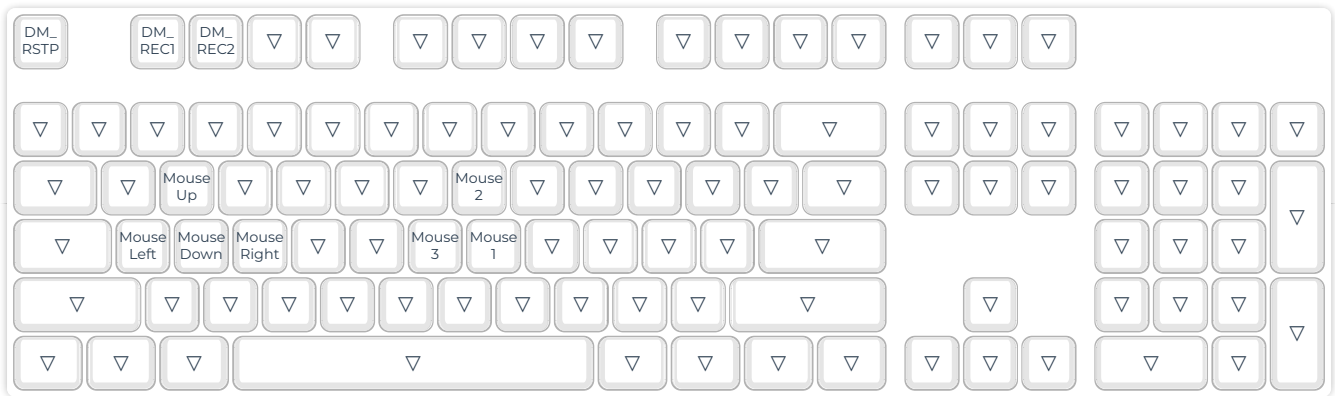 DM_
RSTP
DM_
REC1
DM_
REC2
▽ ▽ ▽ ▽ ▽ ▽ ▽ ▽ ▽ ▽ ▽ ▽ ▽
▽ ▽ ▽ ▽ ▽ ▽ ▽ ▽ ▽ ▽ ▽ ▽ ▽ ▽ ▽ ▽ ▽ ▽ ▽ ▽ ▽
▽ ▽
Mouse
Up
▽ ▽ ▽ ▽
Mouse
2
▽ ▽ ▽ ▽ ▽ ▽ ▽ ▽ ▽ ▽ ▽ ▽ ▽
▽
Mouse
Left
Mouse
Down
Mouse
Right
▽ ▽
Mouse
3
Mouse
1
▽ ▽ ▽ ▽ ▽ ▽ ▽ ▽
▽ ▽ ▽ ▽ ▽ ▽ ▽ ▽ ▽ ▽ ▽ ▽ ▽ ▽ ▽ ▽ ▽
▽ ▽ ▽ ▽ ▽ ▽ ▽ ▽ ▽ ▽ ▽ ▽ ▽